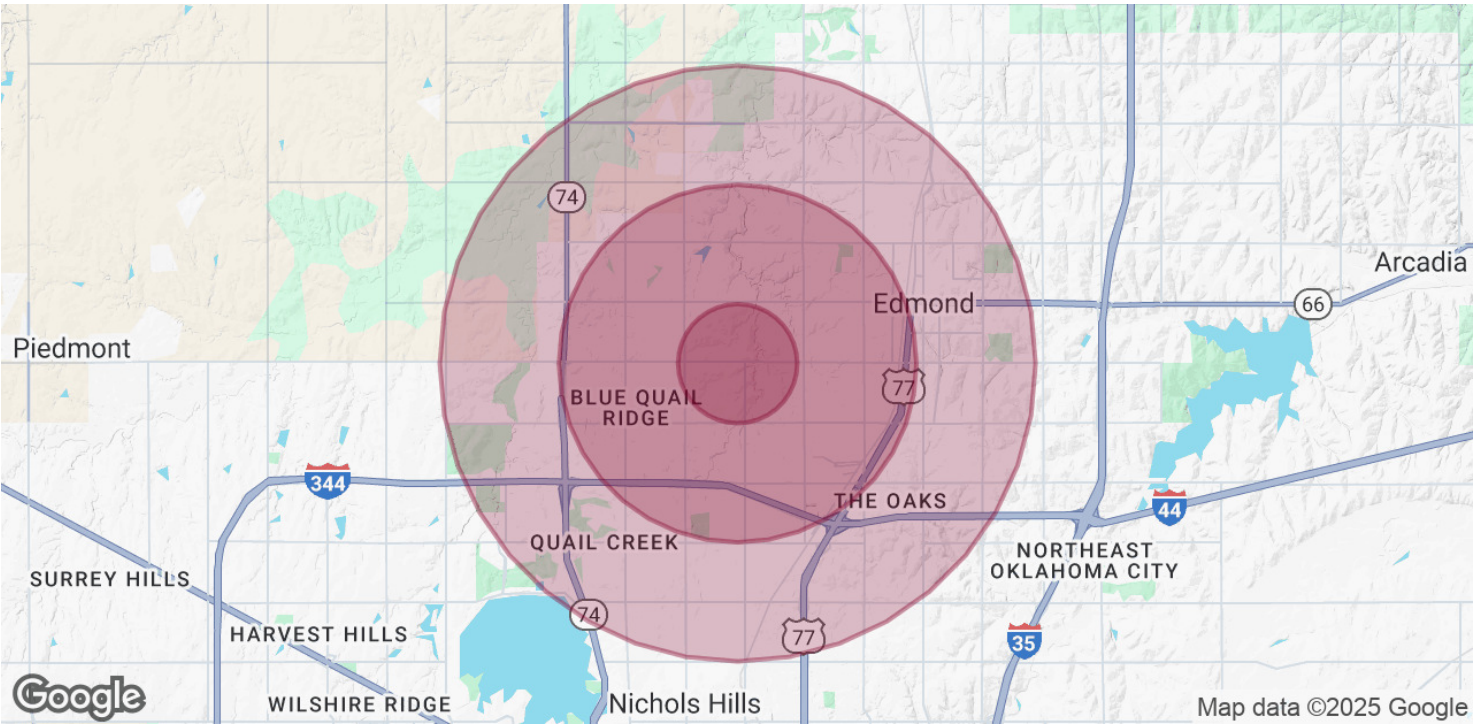 74
Edmond
Arcadia
66
Piedmont
77
BLUE QUAIL
RIDGE
344
THE OAKS
44
QUAIL CREEK
NORTHEAST
OKLAHOMA CITY
SURREY HILLS
74
HARVEST HILLS
77
35
WILSHIRE RIDGE
Nichols Hills
Google
Map data ©2025 Google